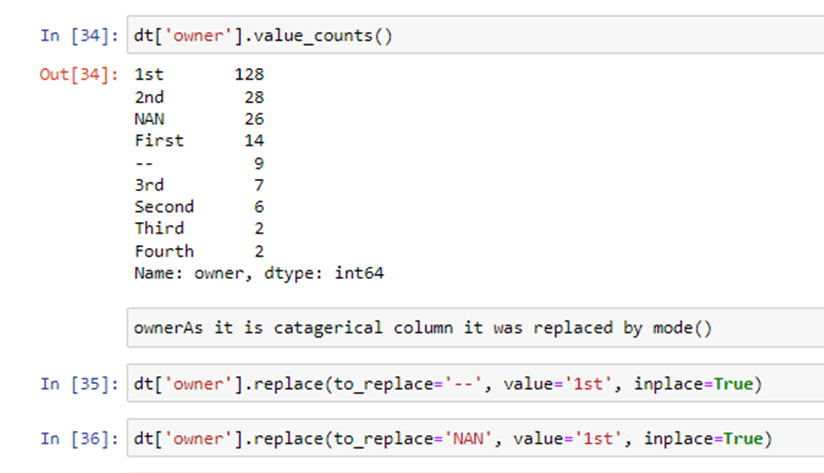 In [34]: dt['owner'].value_counts()
Out[34]: 1st 128
2nd 28
NAN 26
First 14
-- 9
3rd 7
Second 6
Third 2
Fourth 2
Name: owner, dtype: int64
ownerAs it is catagerical column it was replaced by mode()
In [35]: dt['owner'].replace(to_replace='--', value='1st', inplace=True)
In [36]: dt['owner'].replace(to_replace='NAN', value='1st', inplace=True)